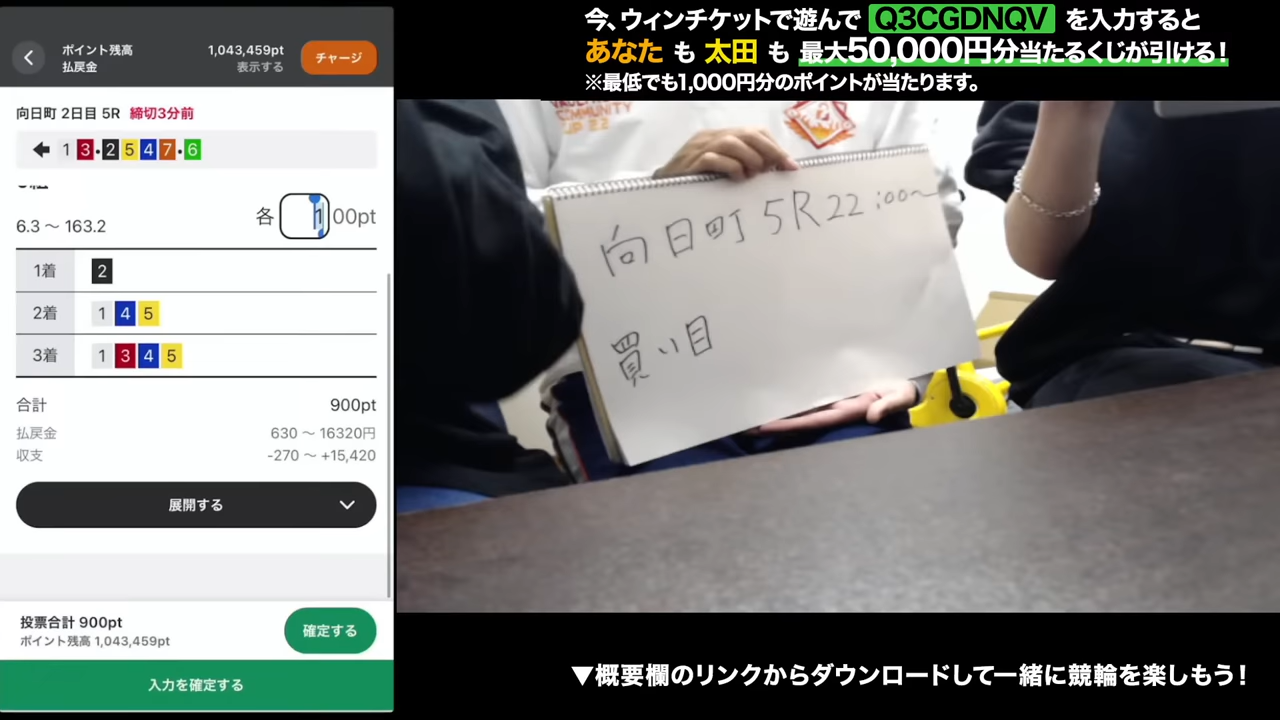 ポイント残高
1,043,459pt
チャージ
払戻金
表示する
向日町 2日目 5R 締切3分前
1 3・2 5 4 7・6
6.3 〜 163.2
各 100pt
1着 2
2着 1 4 5
3着 1 3 4 5
合計 900pt
払戻金 630 〜 16320円
収支 -270 〜 +15,420
展開する
投票合計 900pt
ポイント残高 1,043,459pt
確定する
入力を確定する
今、ウィンチケットで遊んで Q3CGDNQV を入力すると
あなた も 太田 も 最大50,000円分当たるくじが引ける!
※最低でも1,000円分のポイントが当たります。
COMMUNITY
向日町 5R 22:00〜
買い目
▼概要欄のリンクからダウンロードして一緒に競輪を楽しもう!